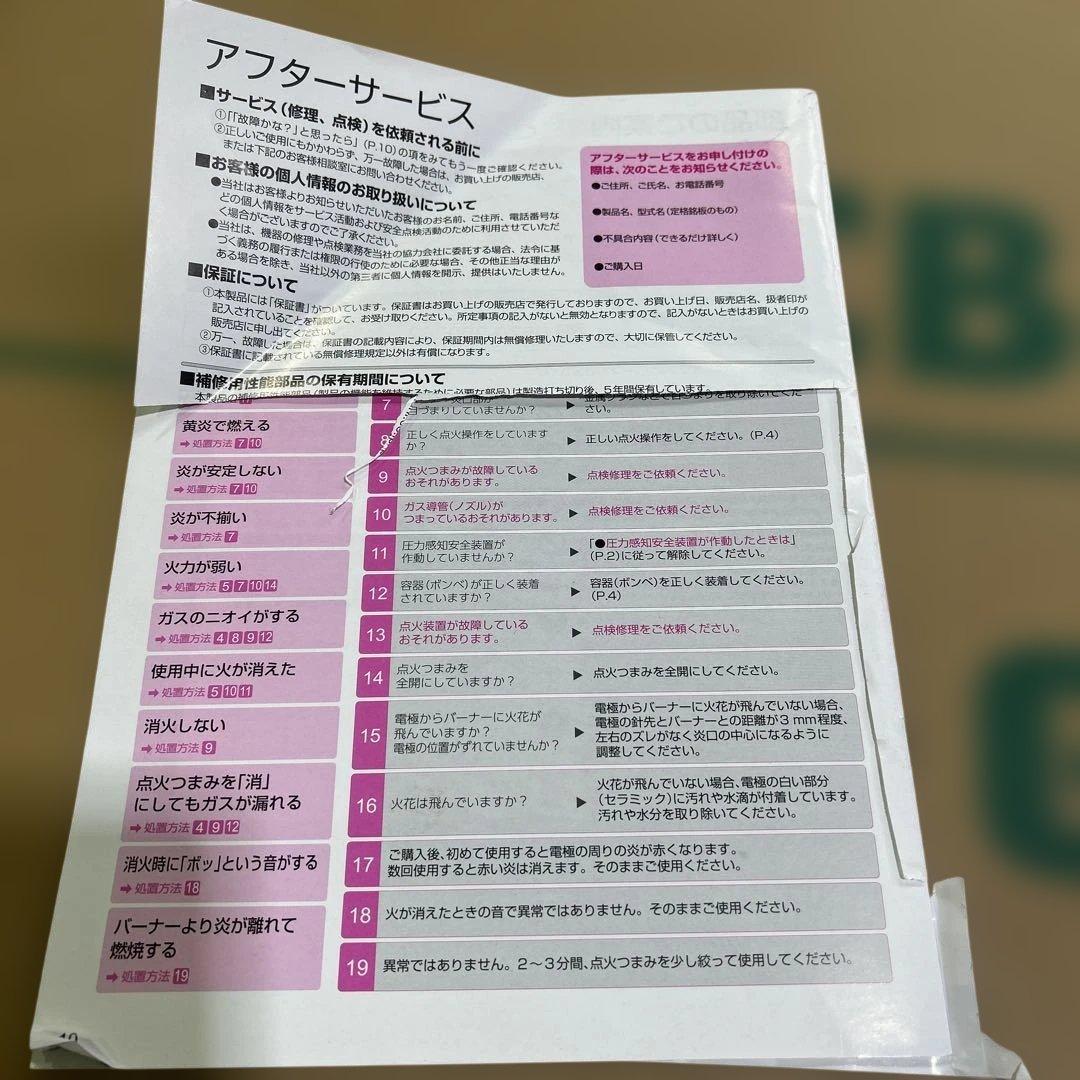 アフターサービス
■サービス(修理、点検)を依頼される前に
①「「故障かな?」と思ったら」(P.10)の項をみてもう一度ご確認ください。
②正しいご使用にもかかわらず、万一故障した場合は、お買い上げの販売店、
または下記のお客様相談室にお問い合わせください。
■お客様の個人情報のお取り扱いについて
●当社はお客様よりお知らせいただいたお客様のお名前、ご住所、電話番号な
どの個人情報をサービス活動および安全点検活動のために利用させていただ
く場合がございますのでご了承ください。
●当社は、機器の修理や点検業務を当社の協力会社に委託する場合、法令に基
づく義務の履行または権限の行使のために必要な場合、その他正当な理由が
ある場合を除き、当社以外の第三者に個人情報を開示、提供はいたしません。
アフターサービスをお申し付けの
際は、次のことをお知らせください。
●ご住所、ご氏名、お電話番号
●製品名、型式名(定格銘板のもの)
●不具合内容(できるだけ詳しく)
●ご購入日
■保証について
①本製品には「保証書」がついています。保証書はお買い上げの販売店で発行しておりますので、お買い上げ日、販売店名、扱者印が
記入されていることを確認して、お受け取りください。所定事項の記入がないと無効となりますので、記入がないときはお買い上げの
販売店に申し出てください。
②万一、故障した場合は、保証書の記載内容により、保証期間内は無償修理いたしますので、大切に保管してください。
③保証書に記載されている無償修理規定以外は有償になります。
■補修用性能部品の保有期間について
本製品の補修用性能部品(製品の機能を維持するために必要な部品)は製造打ち切り後、5年間保有しています。
黄炎で燃える
➡処置方法 7 10
炎が安定しない
➡処置方法 7 10
炎が不揃い
➡処置方法 7
火力が弱い
➡処置方法 5 7 10 14
ガスのニオイがする
➡処置方法 4 8 9 12
使用中に火が消えた
➡処置方法 5 10 11
消火しない
➡処置方法 9
点火つまみを「消」
にしてもガスが漏れる
➡処置方法 4 9 12
消火時に「ボッ」という音がする
➡処置方法 18
バーナーより炎が離れて
燃焼する
➡処置方法 19
7 目づまりしていませんか? ▶ さい。
8 正しく点火操作をしています
か? ▶ 正しい点火操作をしてください。(P.4)
9 点火つまみが故障している
おそれがあります。 ▶ 点検修理をご依頼ください。
10 ガス導管(ノズル)が
つまっているおそれがあります。 ▶ 点検修理をご依頼ください。
11 圧力感知安全装置が
作動していませんか? ▶ 「●圧力感知安全装置が作動したときは」
(P.2)に従って解除してください。
12 容器(ボンベ)が正しく装着
されていますか? ▶ 容器(ボンベ)を正しく装着してください。
(P.4)
13 点火装置が故障している
おそれがあります。 ▶ 点検修理をご依頼ください。
14 点火つまみを
全開にしていますか? ▶ 点火つまみを全開にしてください。
15 電極からバーナーに火花が
飛んでいますか?
電極の位置がずれていませんか? ▶ 電極からバーナーに火花が飛んでいない場合、
電極の針先とバーナーとの距離が3 mm程度、
左右のズレがなく炎口の中心になるように
調整してください。
16 火花は飛んでいますか? ▶ 火花が飛んでいない場合、電極の白い部分
(セラミック)に汚れや水滴が付着しています。
汚れや水分を取り除いてください。
17 ご購入後、初めて使用すると電極の周りの炎が赤くなります。
数回使用すると赤い炎は消えます。そのままご使用ください。
18 火が消えたときの音で異常ではありません。そのままご使用ください。
19 異常ではありません。2〜3分間、点火つまみを少し絞って使用してください。
10